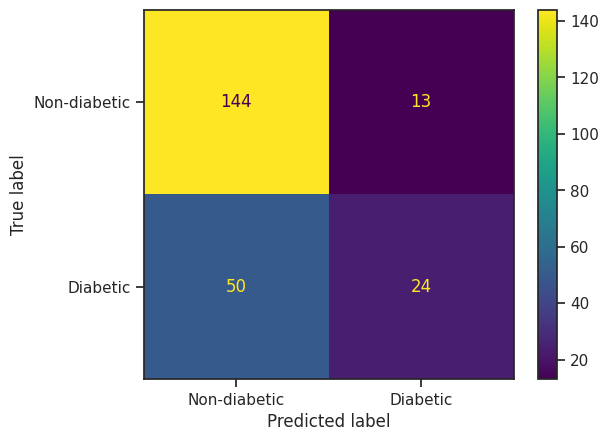 140
120
100
80
60
40
20
True label
Non-diabetic
144
13
Diabetic
50
24
Non-diabetic
Diabetic
Predicted label